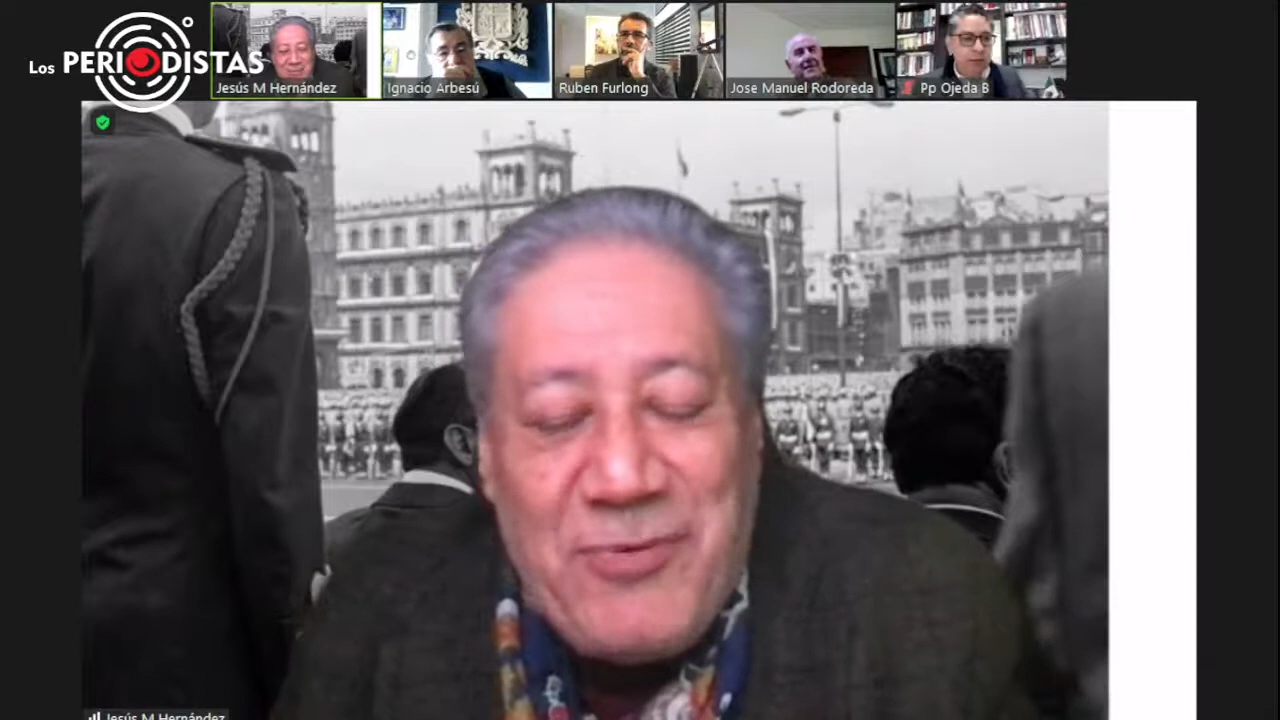 Los PERIODISTAS
Jesús M Hernández
Ignacio Arbesú
Ruben Furlong
Jose Manuel Rodoreda
Pp Ojeda B
Jesús M Hernández